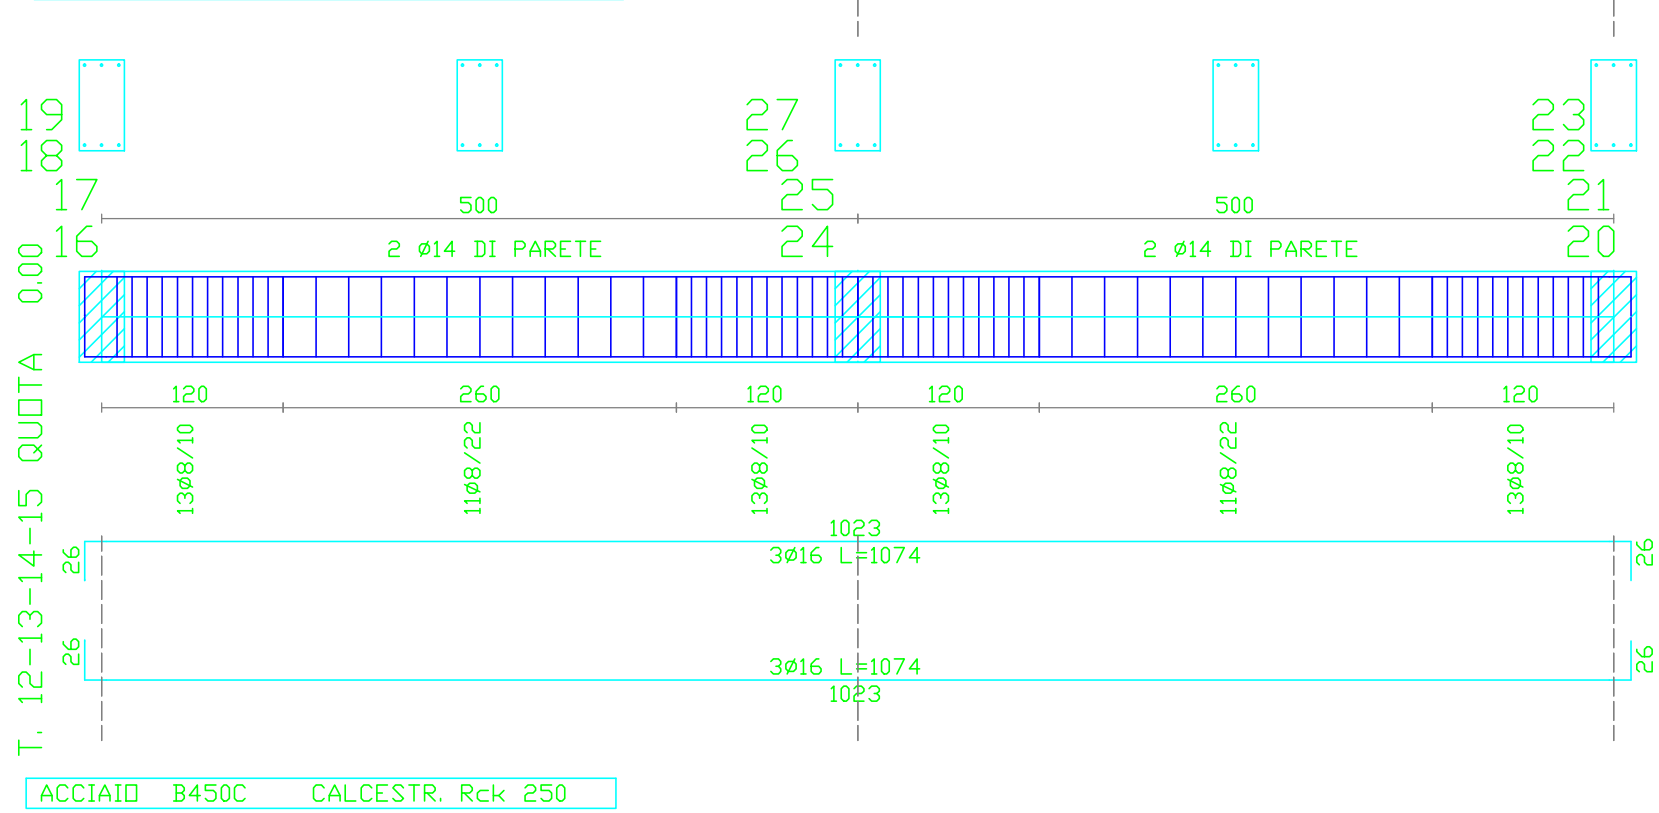 19
18
17
16
27
26
25
24
23
22
21
20
500
500
2 ø14 DI PARETE
2 ø14 DI PARETE
120
260
120
120
260
120
13ø8/10
11ø8/22
13ø8/10
13ø8/10
11ø8/22
13ø8/10
T. 12-13-14-15 QUOTA 0.00
1023
3ø16 L=1074
26
26
26
26
3ø16 L=1074
1023
ACCIAIO B450C CALCESTR. Rck 250